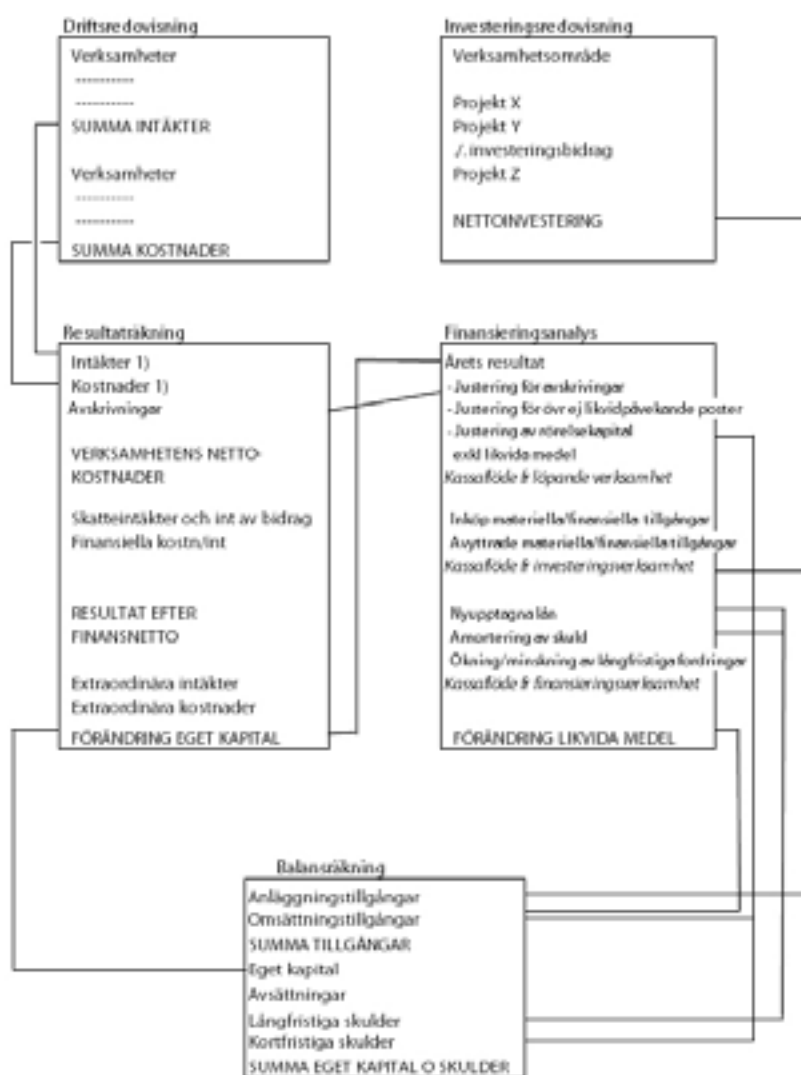 Driftsredovisning
Verksamheter
----------
----------
SUMMA INTÄKTER
Verksamheter
----------
----------
SUMMA KOSTNADER
Investeringsredovisning
Verksamhetsområde
Projekt X
Projekt Y
./. investeringsbidrag
Projekt Z
NETTOINVESTERING
Resultaträkning
Intäkter 1)
Kostnader 1)
Avskrivningar
VERKSAMHETENS NETTO-
KOSTNADER
Skatteintäkter och int av bidrag
Finansiella kostn/int
RESULTAT EFTER
FINANSNETTO
Extraordinära intäkter
Extraordinära kostnader
FÖRÄNDRING EGET KAPITAL
Finansieringsanalys
Årets resultat
- Justering för avskrivingar
- Justering för övr ej likvidpåvekande poster
- Justering av rörelsekapital
exkl likvida medel
Kassaflöde fr löpande verksamhet
Inköp materiella/finansiella tillgångar
Avyttrade materiella/finansiella tillgångar
Kassaflöde fr investeringsverksamhet
Nyupptagna lån
Amortering av skuld
Ökning/minskning av långfristiga fordringar
Kassaflöde fr finansieringsverksamhet
FÖRÄNDRING LIKVIDA MEDEL
Balansräkning
Anläggningstillgångar
Omsättningstillgångar
SUMMA TILLGÅNGAR
Eget kapital
Avsättningar
Långfristiga skulder
Kortfristiga skulder
SUMMA EGET KAPITAL O SKULDER